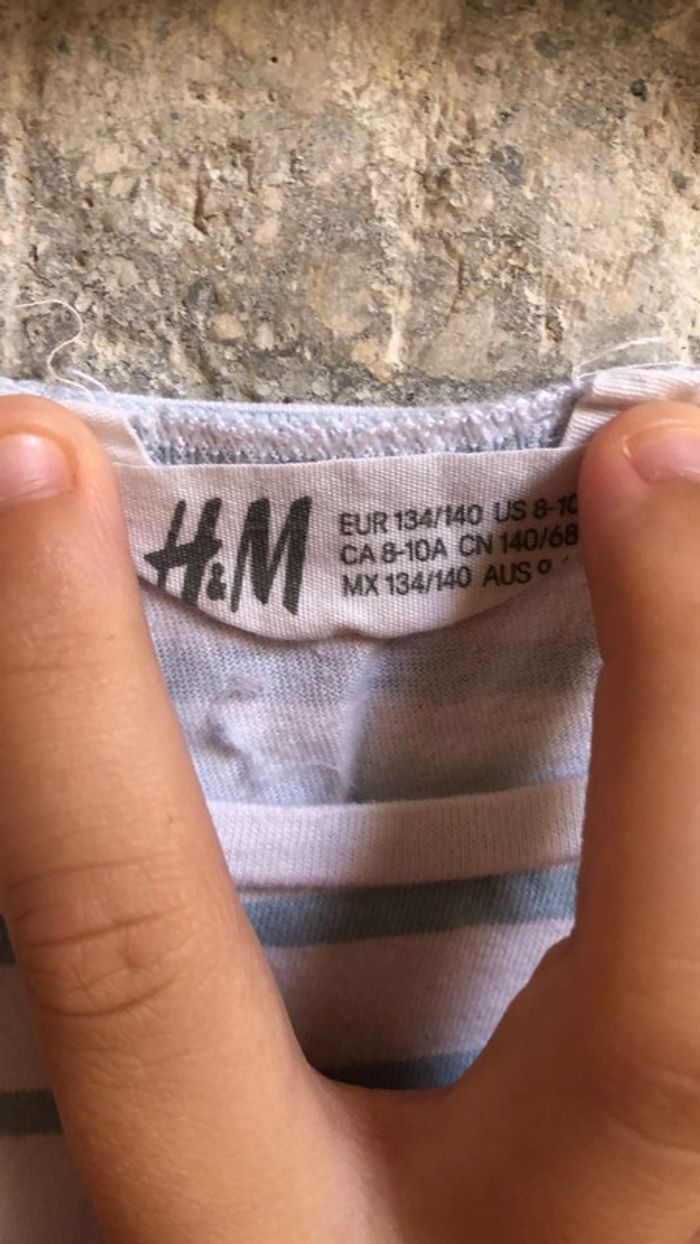 H&M
EUR 134/140 US 8-10
CA 8-10A CN 140/68
MX 134/140 AUS